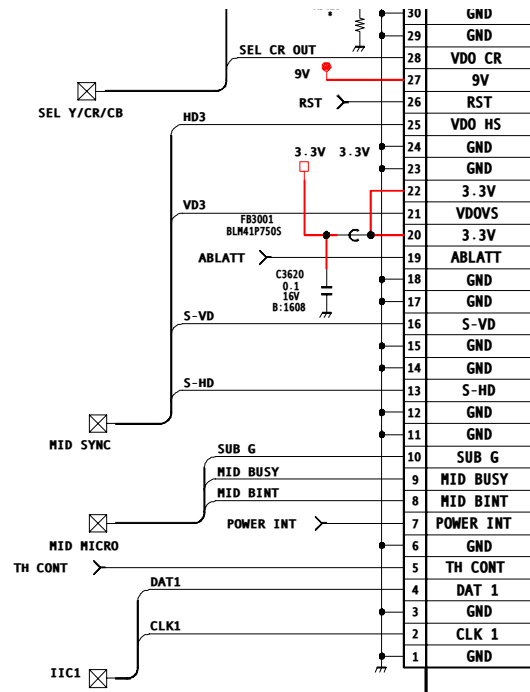 30 GND
29 GND
SEL CR OUT 28 VDO CR
9V 27 9V
SEL Y/CR/CB
RST 26 RST
HD3 25 VDO HS
24 GND
3.3V 3.3V
23 GND
22 3.3V
VD3 21 VDOVS
FB3001
BLM41P750S
20 3.3V
ABLATT 19 ABLATT
C3620
0.1
16V
B:1608
18 GND
17 GND
S-VD 16 S-VD
15 GND
14 GND
S-HD 13 S-HD
12 GND
11 GND
MID SYNC
SUB G 10 SUB G
MID BUSY 9 MID BUSY
MID BINT 8 MID BINT
POWER INT 7 POWER INT
MID MICRO
6 GND
TH CONT 5 TH CONT
DAT1 4 DAT 1
3 GND
CLK1 2 CLK 1
1 GND
IIC1